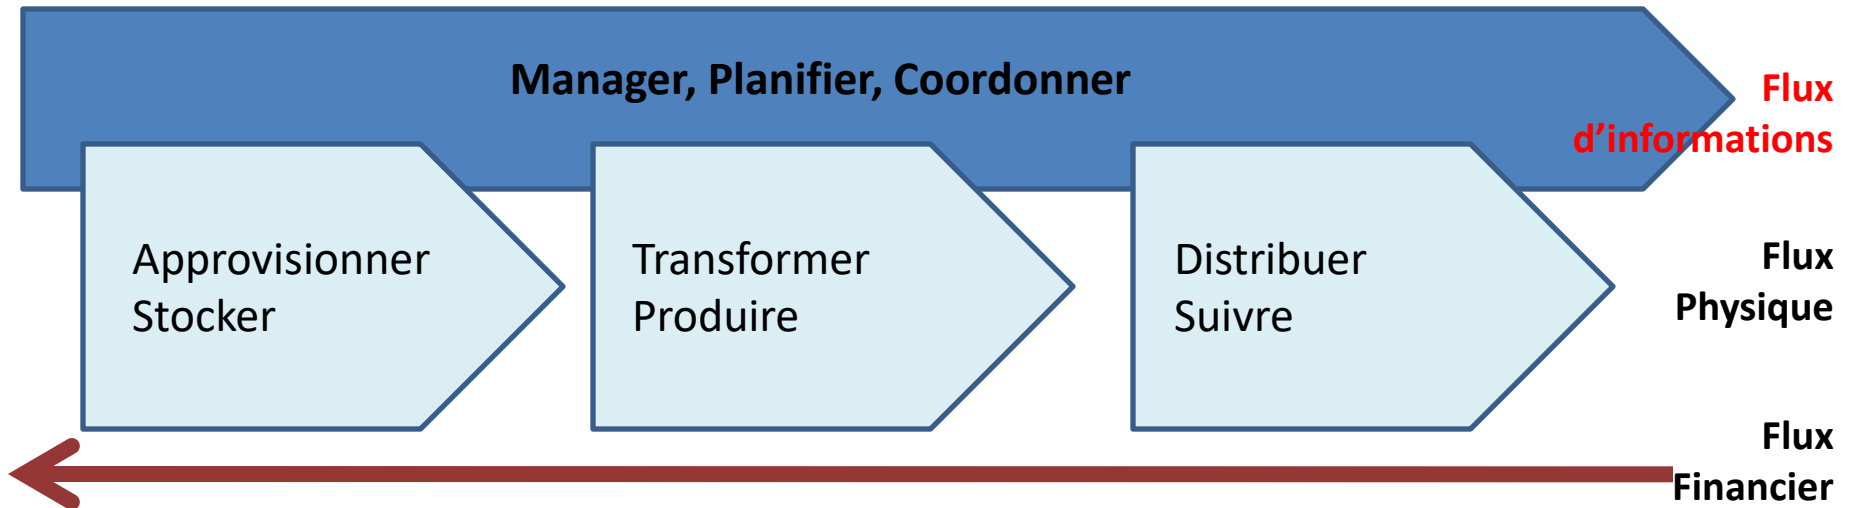 Manager, Planifier, Coordonner
Flux
d’informations
Approvisionner
Stocker
Transformer
Produire
Distribuer
Suivre
Flux
Physique
Flux
Financier